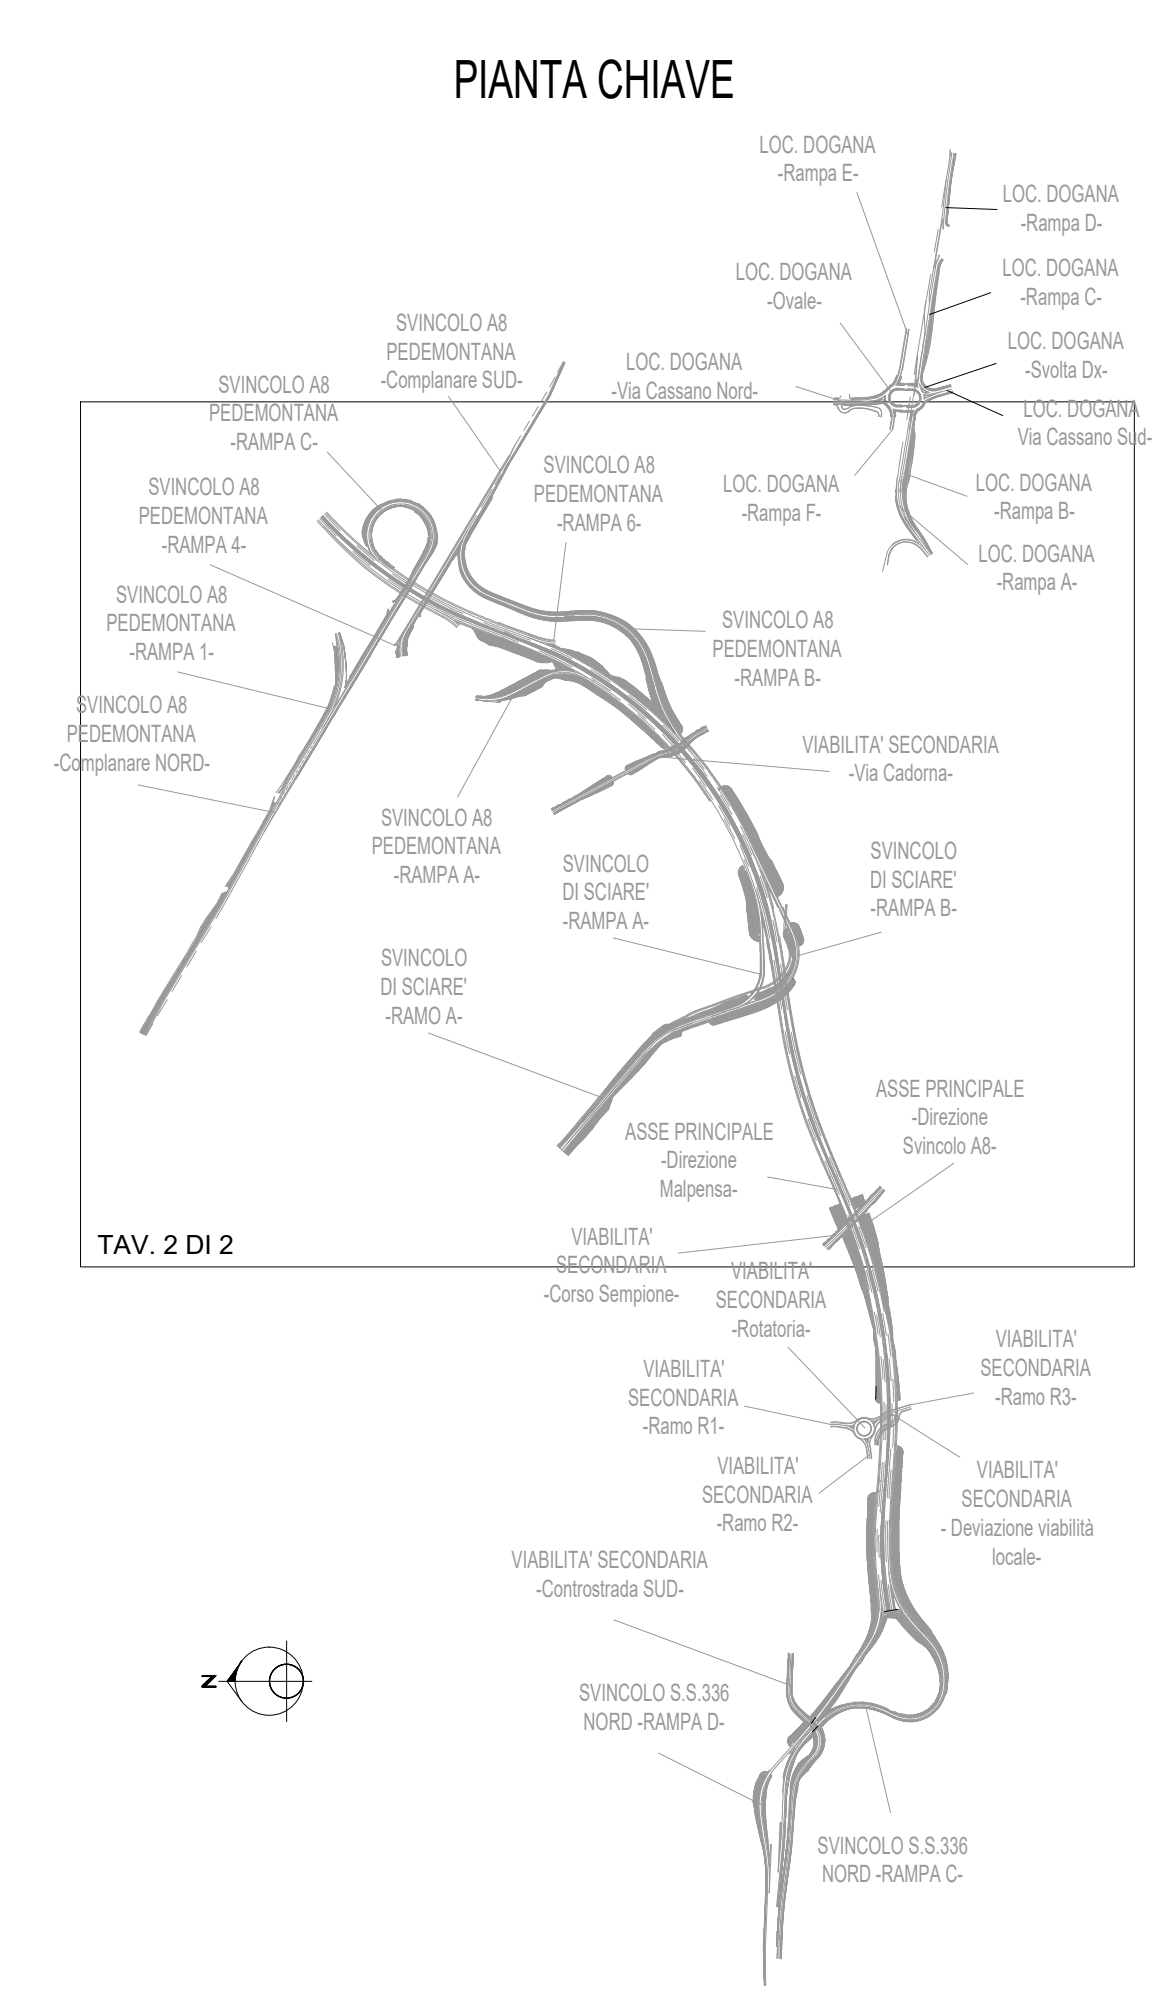 PIANTA CHIAVE
LOC. DOGANA
-Rampa E-
LOC. DOGANA
-Rampa D-
LOC. DOGANA
-Ovale-
LOC. DOGANA
-Rampa C-
SVINCOLO A8
PEDEMONTANA
-Complanare SUD-
LOC. DOGANA
-Svolta Dx-
LOC. DOGANA
-Via Cassano Nord-
SVINCOLO A8
PEDEMONTANA
-RAMPA C-
LOC. DOGANA
Via Cassano Sud-
SVINCOLO A8
PEDEMONTANA
-RAMPA 6-
SVINCOLO A8
PEDEMONTANA
-RAMPA 4-
LOC. DOGANA
-Rampa F-
LOC. DOGANA
-Rampa B-
LOC. DOGANA
-Rampa A-
SVINCOLO A8
PEDEMONTANA
-RAMPA 1-
SVINCOLO A8
PEDEMONTANA
-RAMPA B-
SVINCOLO A8
PEDEMONTANA
-Complanare NORD-
VIABILITA' SECONDARIA
-Via Cadorna-
SVINCOLO A8
PEDEMONTANA
-RAMPA A-
SVINCOLO
DI SCIARE'
-RAMPA A-
SVINCOLO
DI SCIARE'
-RAMPA B-
SVINCOLO
DI SCIARE'
-RAMO A-
ASSE PRINCIPALE
-Direzione
Svincolo A8-
ASSE PRINCIPALE
-Direzione
Malpensa-
TAV. 2 DI 2
VIABILITA'
SECONDARIA
-Corso Sempione-
VIABILITA'
SECONDARIA
-Rotatoria-
VIABILITA'
SECONDARIA
-Ramo R3-
VIABILITA'
SECONDARIA
-Ramo R1-
VIABILITA'
SECONDARIA
-Ramo R2-
VIABILITA'
SECONDARIA
- Deviazione viabilità
locale-
VIABILITA' SECONDARIA
-Controstrada SUD-
Z
SVINCOLO S.S.336
NORD -RAMPA D-
SVINCOLO S.S.336
NORD -RAMPA C-